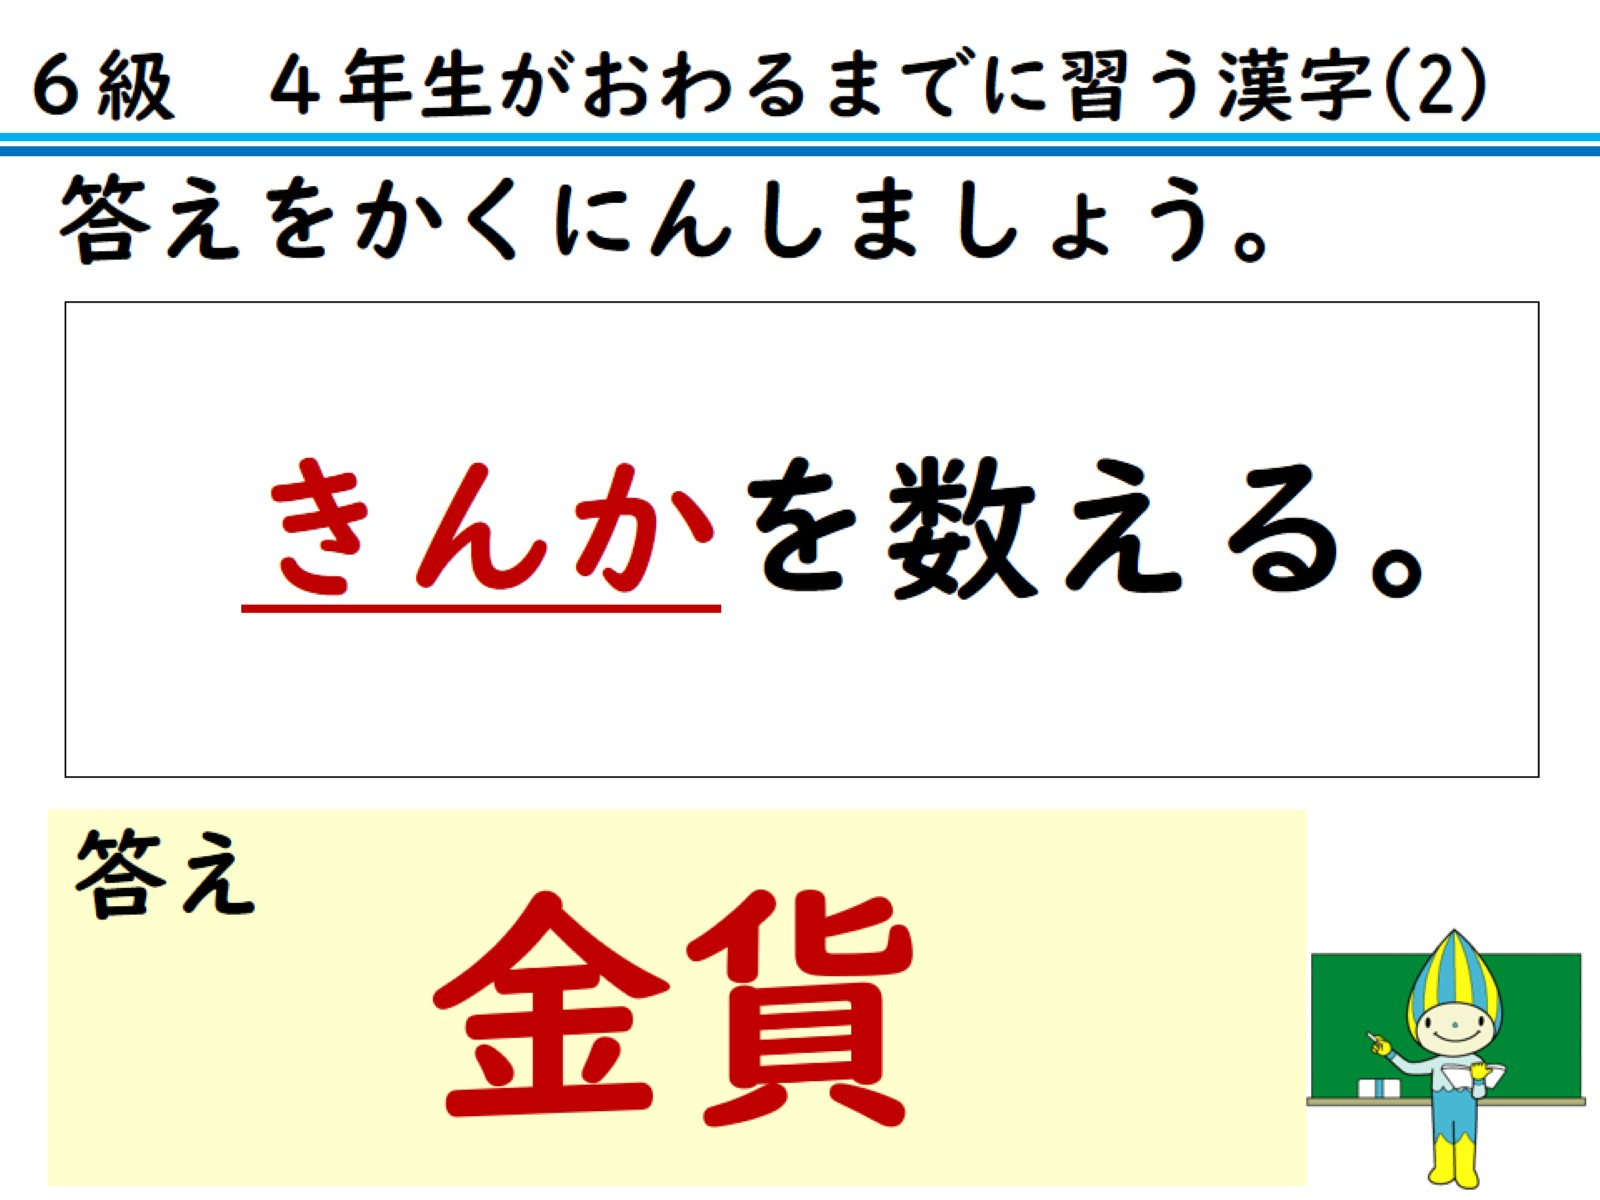 ６級　４年生がおわるまでに習う漢字(2)
答えをかくにんしましょう。
きんかを数える。
答え
金貨